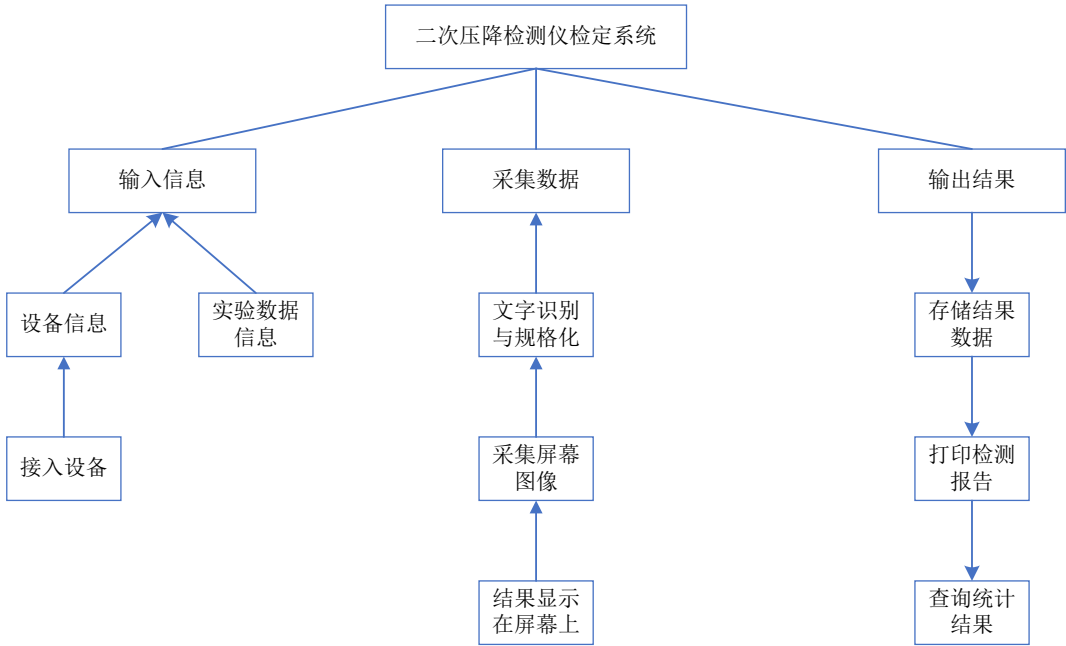 二次压降检测仪检定系统
输入信息
采集数据
输出结果
设备信息
实验数据
信息
文字识别
与规格化
存储结果
数据
接入设备
采集屏幕
图像
打印检测
报告
结果显示
在屏幕上
查询统计
结果